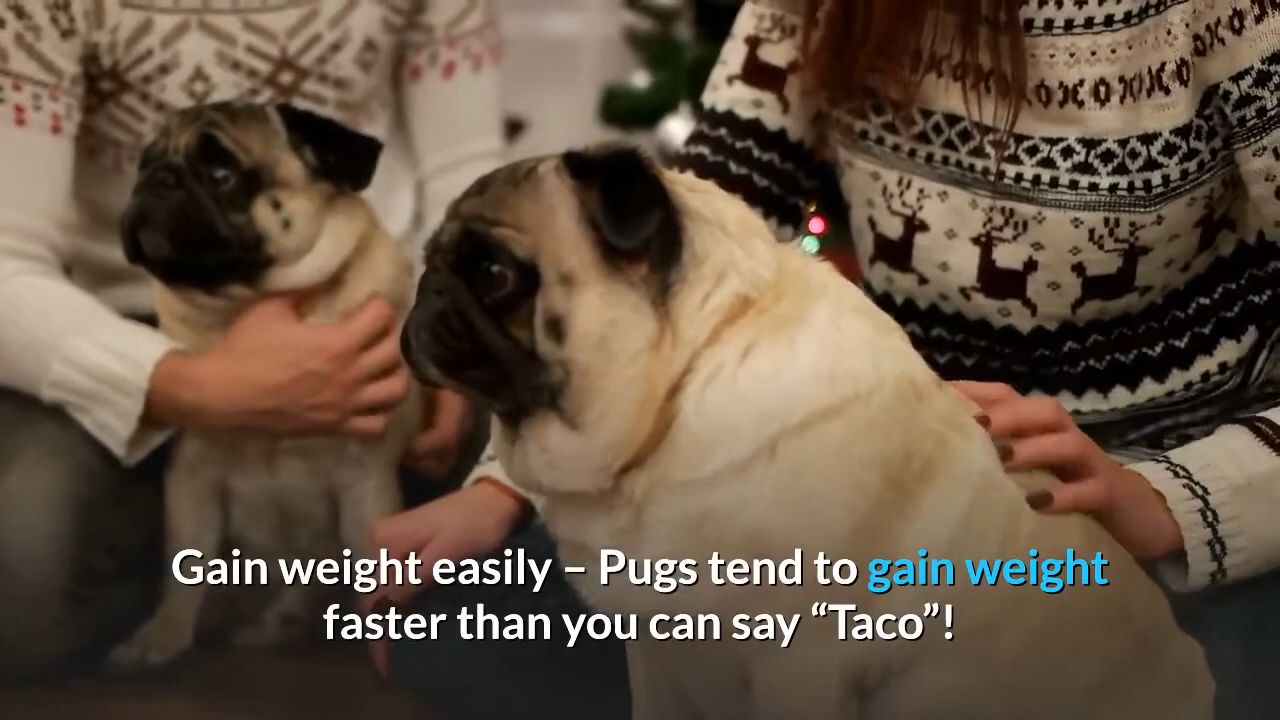 Gain weight easily – Pugs tend to gain weight
faster than you can say “Taco”!